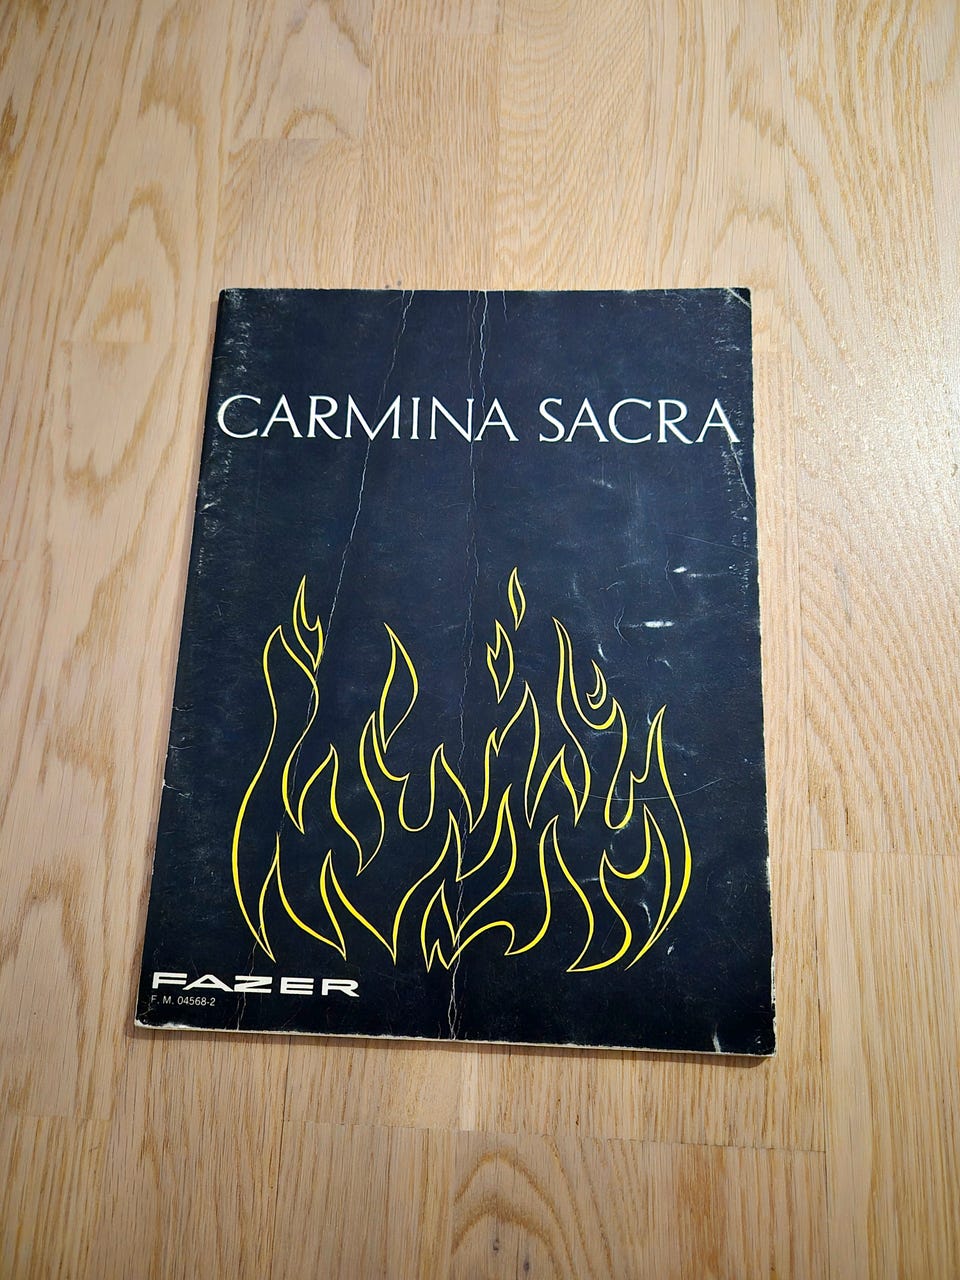 CARMINA SACRA
FAZER
F. M. 04568-2